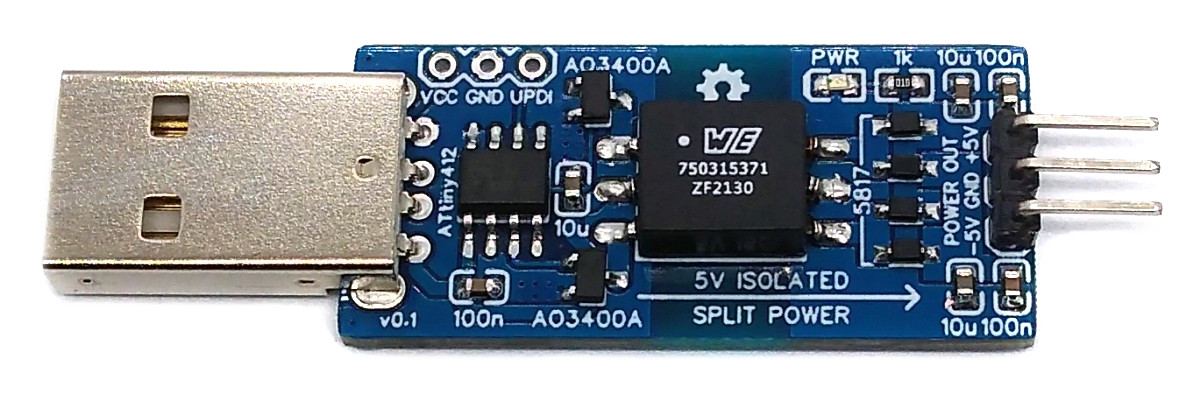 VCC GND UPDI
AO3400A
PWR
1k
10u
100n
ATtiny412
10u
WE
750315371
ZF2130
5817
POWER OUT
-5V GND +5V
5V ISOLATED
SPLIT POWER
v0.1
100n
AO3400A
10u
100n